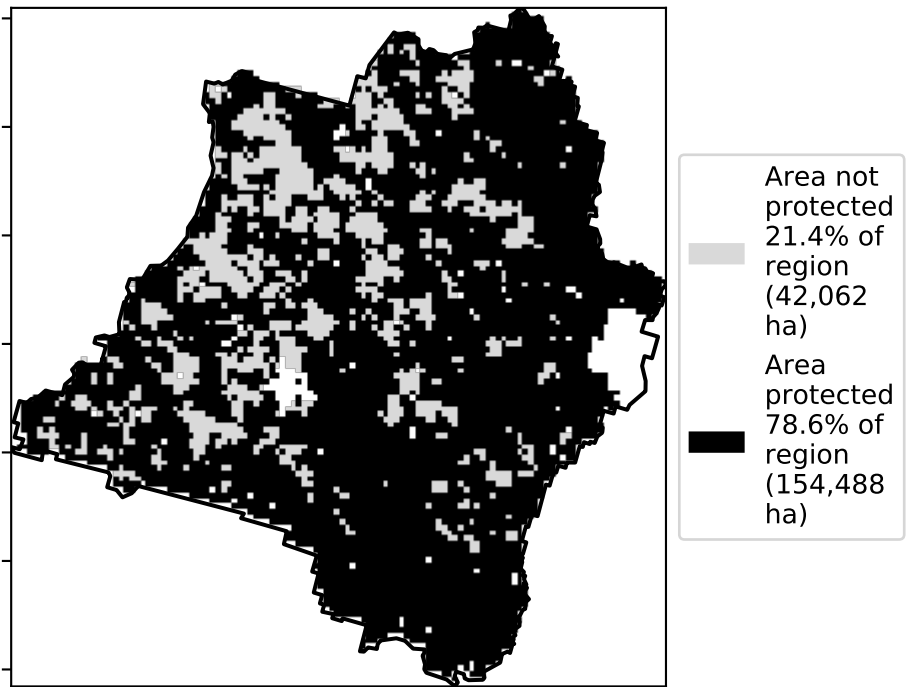 Area not
protected
21.4% of
region
(42,062
ha)
Area
protected
78.6% of
region
(154,488
ha)